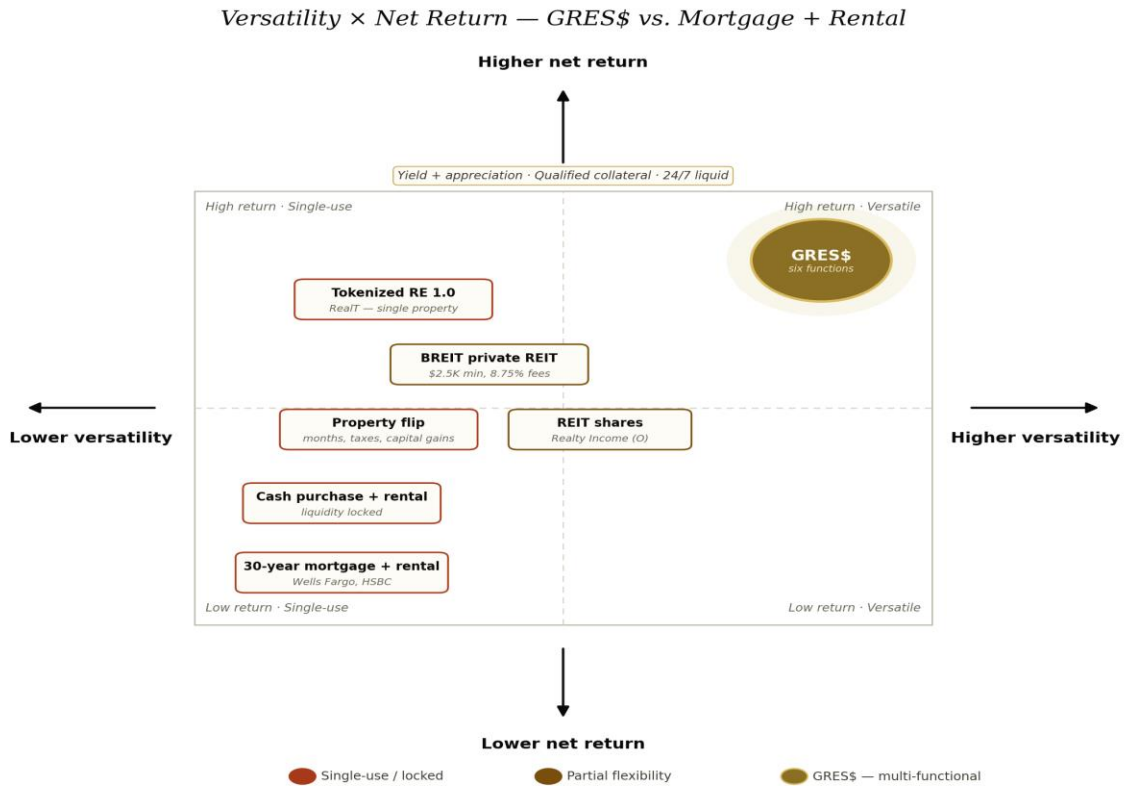 Versatility × Net Return — GRES$ vs. Mortgage + Rental
Higher net return
Yield + appreciation · Qualified collateral · 24/7 liquid
High return · Single-use
High return · Versatile
GRES$
six functions
Tokenized RE 1.0
RealT — single property
BREIT private REIT
$2.5K min, 8.75% fees
Lower versatility
Higher versatility
Property flip
months, taxes, capital gains
REIT shares
Realty Income (O)
Cash purchase + rental
liquidity locked
30-year mortgage + rental
Wells Fargo, HSBC
Low return · Single-use
Low return · Versatile
Lower net return
Single-use / locked
Partial flexibility
GRES$ — multi-functional